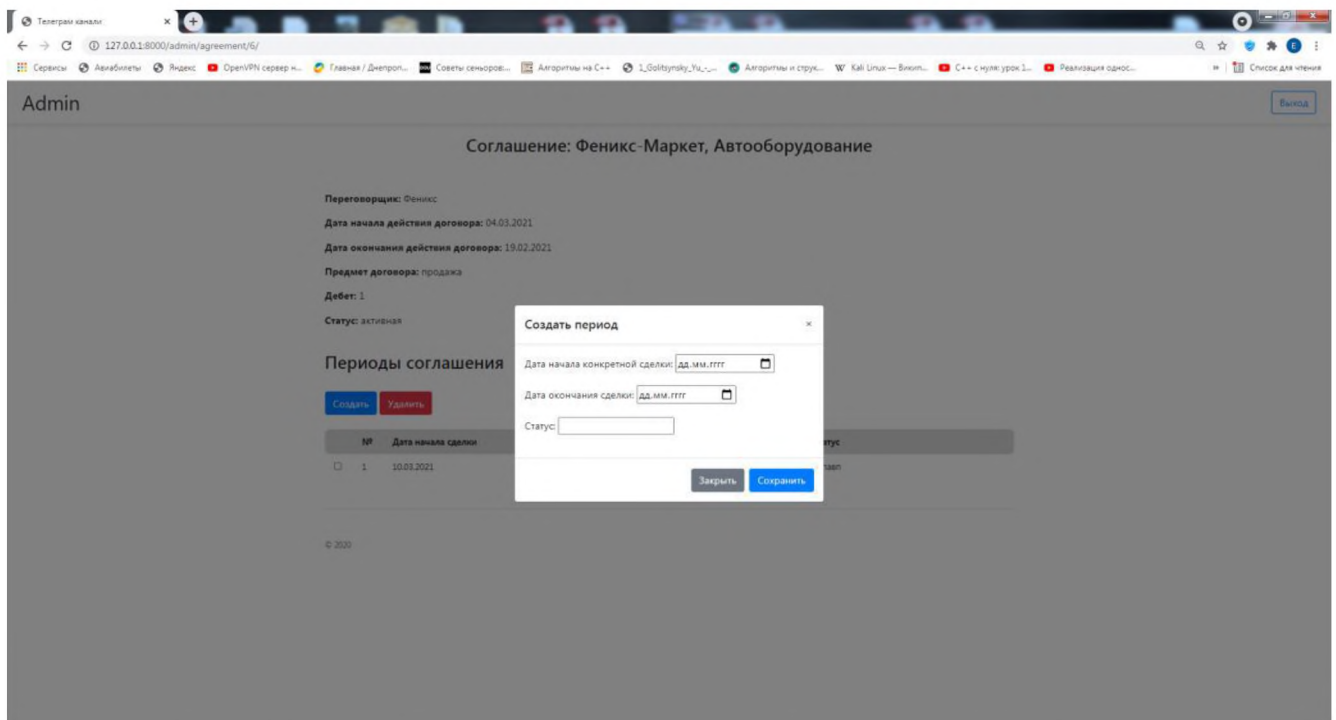 Телеграм канали
127.0.0.1:8000/admin/agreement/6/
Сервисы Авиабилеты Яндекс OpenVPN сервер н... Главная / Днепроп... Советы сеньоров:... Алгоритмы на C++ 1_Golitsynsky_Yu_-_... Алгоритмы и струк... Kali Linux — Викип... C++ с нуля: урок 1... Реализация однос... » Список для чтения
Admin
Выход
Соглашение: Феникс-Маркет, Автооборудование
Переговорщик: Феникс
Дата начала действия договора: 04.03.2021
Дата окончания действия договора: 19.02.2021
Предмет договора: продажа
Дебет: 1
Статус: активная
Создать период ×
Периоды соглашения
Дата начала конкретной сделки: дд.мм.гггг
Дата окончания сделки: дд.мм.гггг
Создать Удалить
Статус:
№ Дата начала сделки
1 10.03.2021
Закрыть Сохранить
© 2020